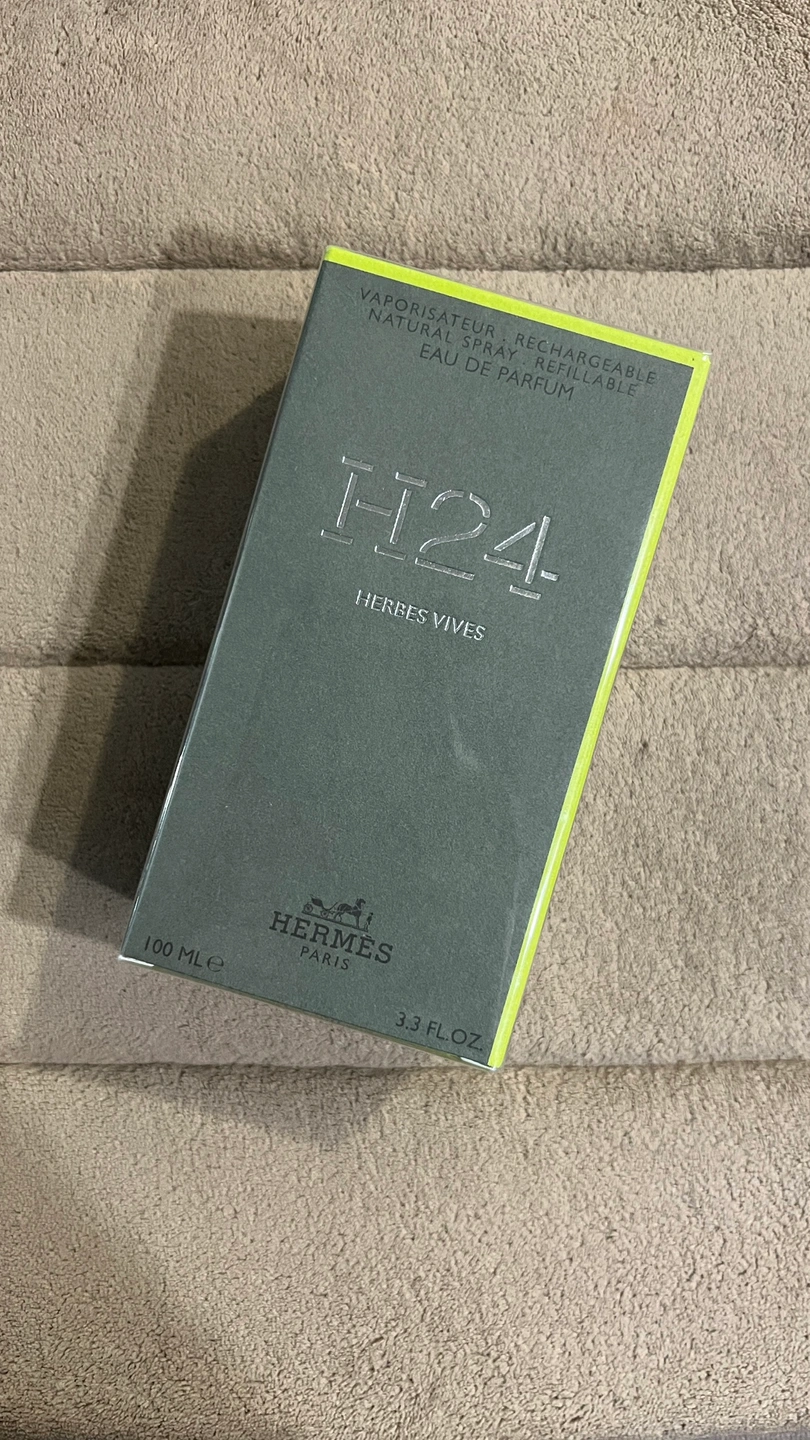 VAPORISATEUR . RECHARGEABLE
NATURAL SPRAY . REFILLABLE
EAU DE PARFUM
H24
HERBES VIVES
HERMÈS
PARIS
100 ML ℮
3.3 FL.OZ.